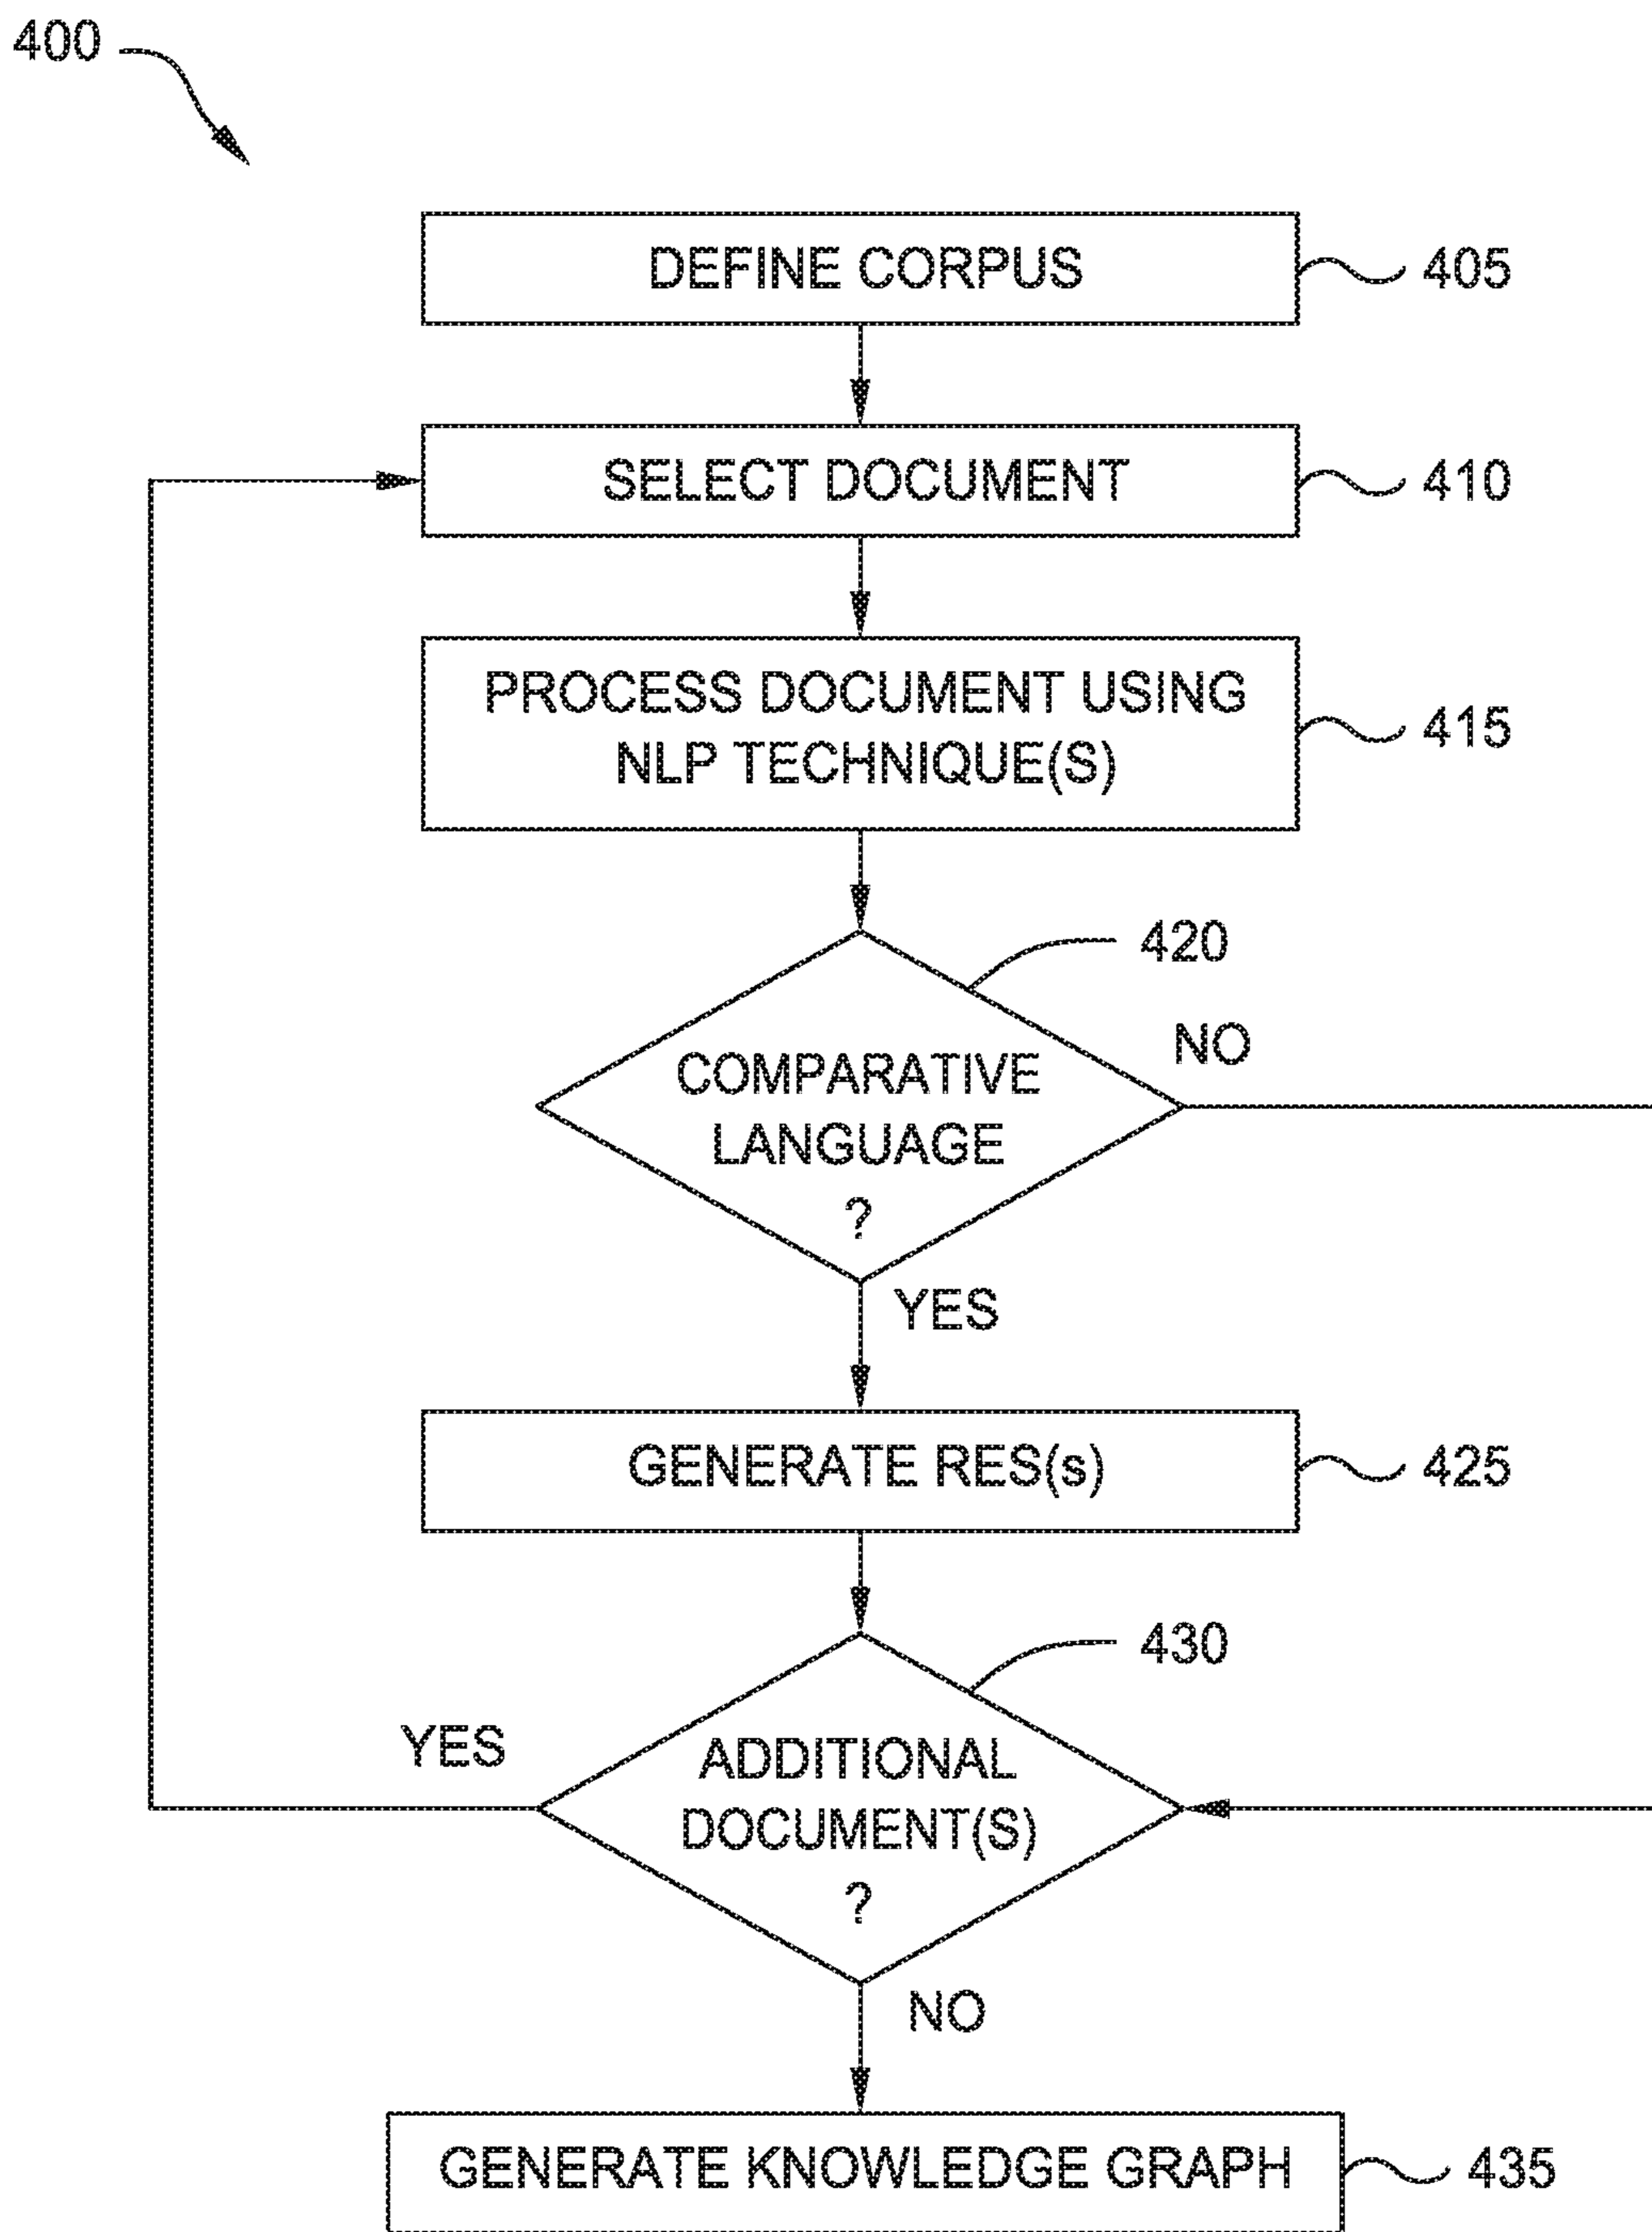 400
DEFINE CORPUS
405
SELECT DOCUMENT
410
PROCESS DOCUMENT USING
NLP TECHNIQUE(S)
415
420
NO
COMPARATIVE
LANGUAGE
?
YES
GENERATE RES(s)
425
430
YES
ADDITIONAL
DOCUMENT(S)
?
NO
GENERATE KNOWLEDGE GRAPH
435